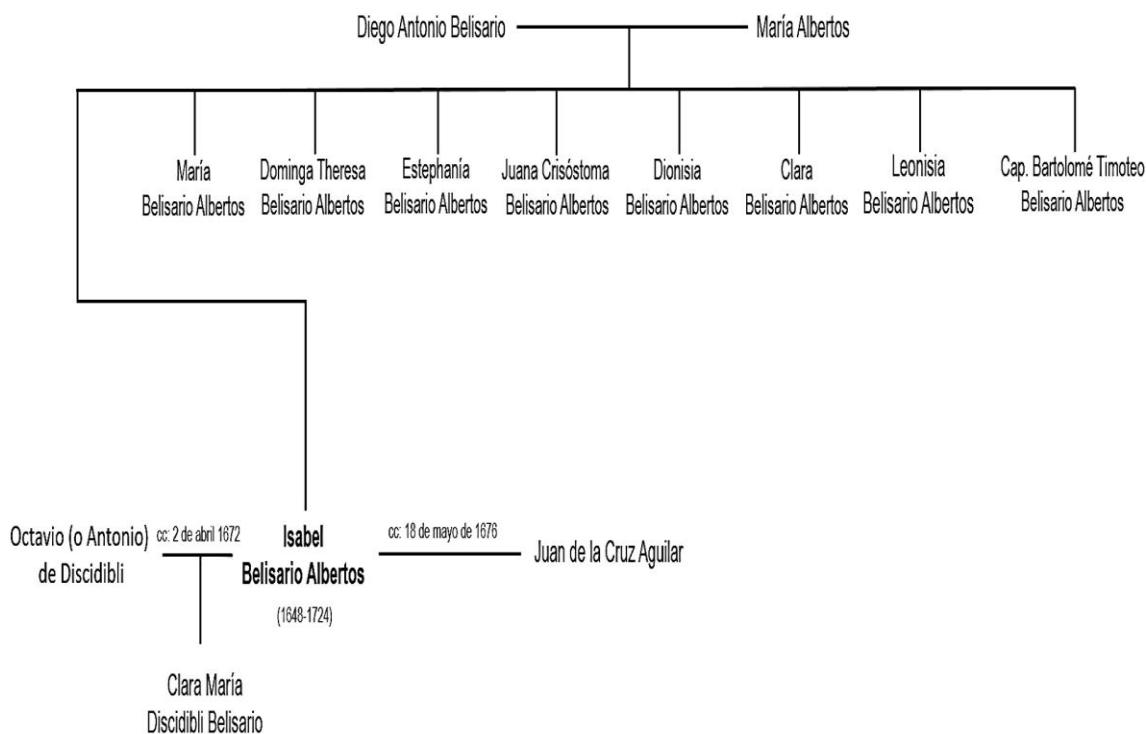 Diego Antonio Belisario
María Albertos
María
Belisario Albertos
Dominga Theresa
Belisario Albertos
Estephanía
Belisario Albertos
Juana Crisóstoma
Belisario Albertos
Dionisia
Belisario Albertos
Clara
Belisario Albertos
Leonisia
Belisario Albertos
Cap. Bartolomé Timoteo
Belisario Albertos
Octavio (o Antonio)
de Discidibli
cc: 2 de abril 1672
Isabel
Belisario Albertos
(1648-1724)
cc: 18 de mayo de 1676
Juan de la Cruz Aguilar
Clara María
Discidibli Belisario